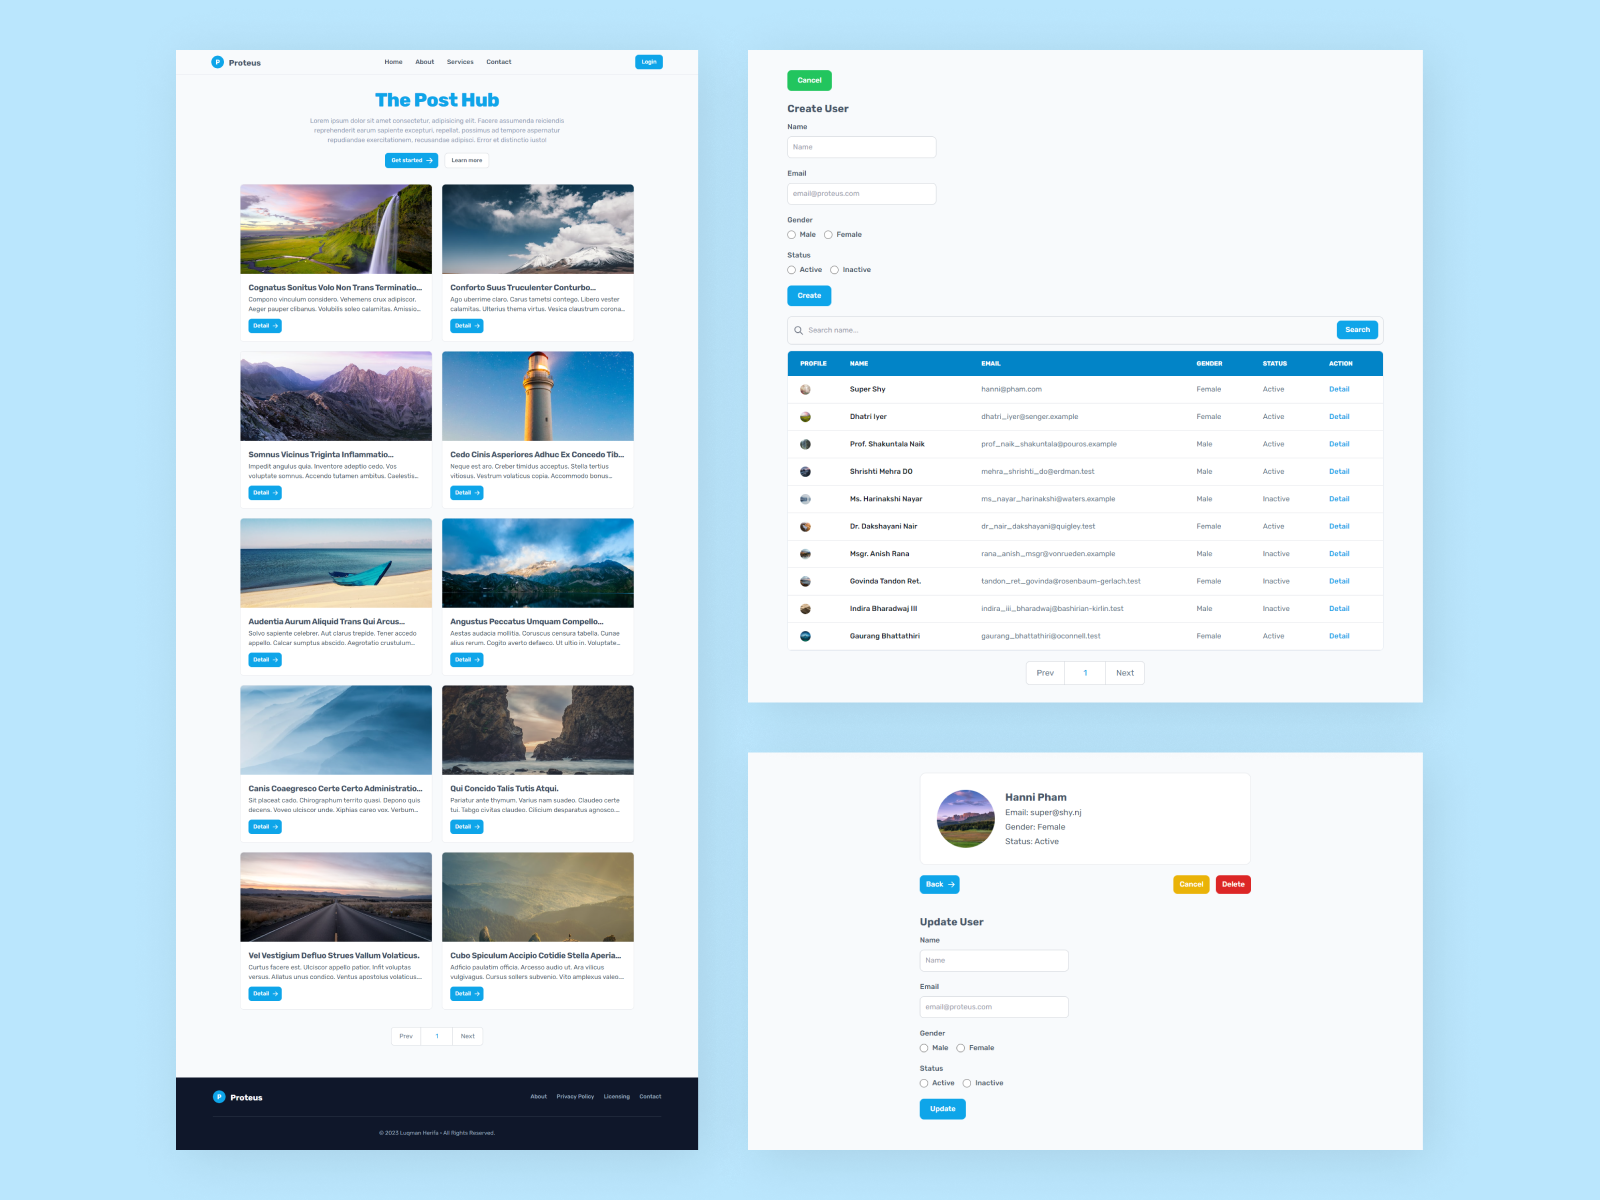 P Proteus
Home About Services Contact
Login
The Post Hub
Lorem ipsum dolor sit amet consectetur, adipisicing elit. Facere assumenda reiciendis
reprehenderit earum sapiente excepturi, repellat, possimus ad tempore aspernatur
repudiandae exercitationem, recusandae adipisci. Error et distinctio iusto!
Get started →
Learn more
Cognatus Sonitus Volo Non Trans Terminatio...
Compono vinculum considero. Vehemens crux adipiscor.
Aeger pauper clibanus. Volubilis soleo calamitas. Amissio...
Detail →
Conforto Suus Truculenter Conturbo...
Ago uberrime claro. Carus tametsi contego. Libero vester
calamitas. Ulterius thema virtus. Vesica claustrum corona...
Detail →
Somnus Vicinus Triginta Inflammatio...
Impedit angulus quia. Inventore adeptio cedo. Vos
voluptate somnus. Accendo tutamen ambitus. Caelestis...
Detail →
Cedo Cinis Asperiores Adhuc Ex Concedo Tib...
Neque est aro. Creber timidus acceptus. Stella tertius
vitiosus. Vestrum volaticus copia. Accommodo bonus...
Detail →
Audentia Aurum Aliquid Trans Qui Arcus...
Solvo sapiente celebrer. Aut clarus trepide. Tener accedo
appello. Calcar sumptus abscido. Aegrotatio crustulum...
Detail →
Angustus Peccatus Umquam Compello...
Aestas audacia mollitia. Coruscus censura tabella. Cunae
alius rerum. Cogito averto defaeco. Ut ultio in. Voluptate...
Detail →
Canis Coaegresco Certe Certo Administratio...
Sit placeat cado. Chirographum territo quasi. Depono quis
decens. Voveo ulciscor unde. Xiphias careo vox. Verbum...
Detail →
Qui Concido Talis Tutis Atqui.
Pariatur ante thymum. Varius nam suadeo. Claudeo certe
tui. Tabgo civitas claudeo. Cilicium desparatus agnosco....
Detail →
Vel Vestigium Defluo Strues Vallum Volaticus.
Curtus facere est. Ulciscor appello patior. Infit voluptas
versus. Allatus unus condico. Ventus apostolus volaticus....
Detail →
Cubo Spiculum Accipio Cotidie Stella Aperia...
Adficio paulatim officia. Arcesso audio ut. Ara vilicus
vulgivagus. Cursus sollers subvenio. Vito amplexus valeo....
Detail →
Prev 1 Next
P Proteus
About Privacy Policy Licensing Contact
© 2023 Luqman Herifa • All Rights Reserved.
Cancel
Create User
Name
Name
Email
email@proteus.com
Gender
Male Female
Status
Active Inactive
Create
Search name...
Search
PROFILE NAME EMAIL GENDER STATUS ACTION
Super Shy hanni@pham.com Female Active Detail
Dhatri Iyer dhatri_iyer@senger.example Female Active Detail
Prof. Shakuntala Naik prof_naik_shakuntala@pouros.example Male Active Detail
Shrishti Mehra DO mehra_shrishti_do@erdman.test Male Active Detail
Ms. Harinakshi Nayar ms_nayar_harinakshi@waters.example Male Inactive Detail
Dr. Dakshayani Nair dr_nair_dakshayani@quigley.test Female Active Detail
Msgr. Anish Rana rana_anish_msgr@vonrueden.example Male Inactive Detail
Govinda Tandon Ret. tandon_ret_govinda@rosenbaum-gerlach.test Female Inactive Detail
Indira Bharadwaj III indira_iii_bharadwaj@bashirian-kirlin.test Male Inactive Detail
Gaurang Bhattathiri gaurang_bhattathiri@oconnell.test Female Active Detail
Prev 1 Next
Hanni Pham
Email: super@shy.nj
Gender: Female
Status: Active
Back →
Cancel
Delete
Update User
Name
Name
Email
email@proteus.com
Gender
Male Female
Status
Active Inactive
Update